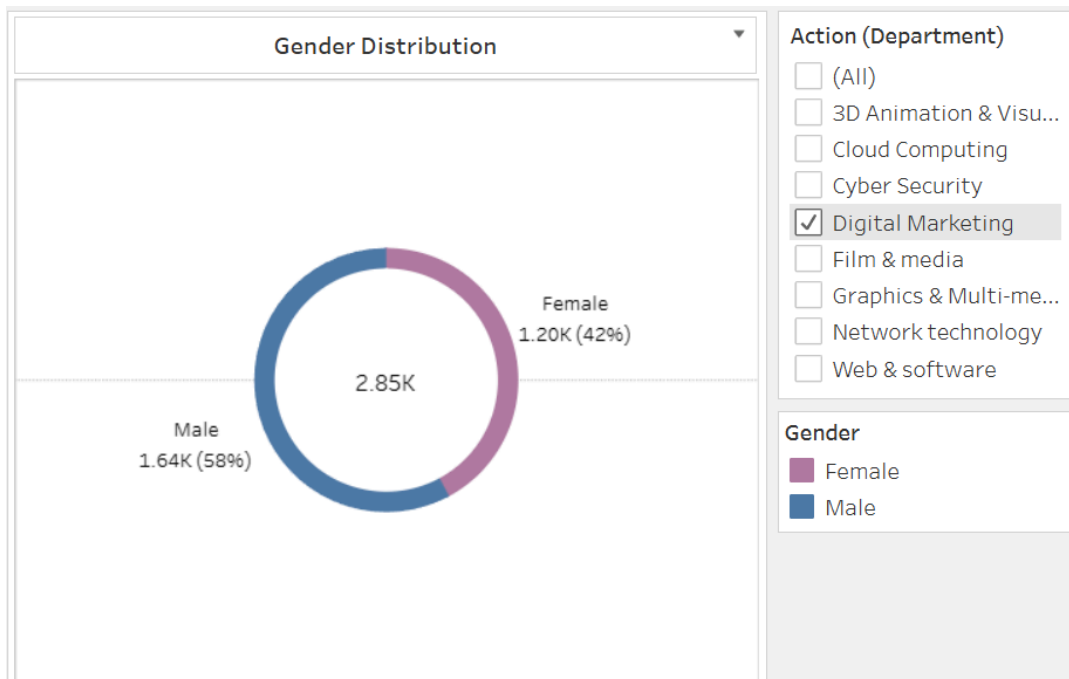 Gender Distribution
Female
1.20K (42%)
2.85K
Male
1.64K (58%)
Action (Department)
(All)
3D Animation & Visu...
Cloud Computing
Cyber Security
Digital Marketing
Film & media
Graphics & Multi-me...
Network technology
Web & software
Gender
Female
Male